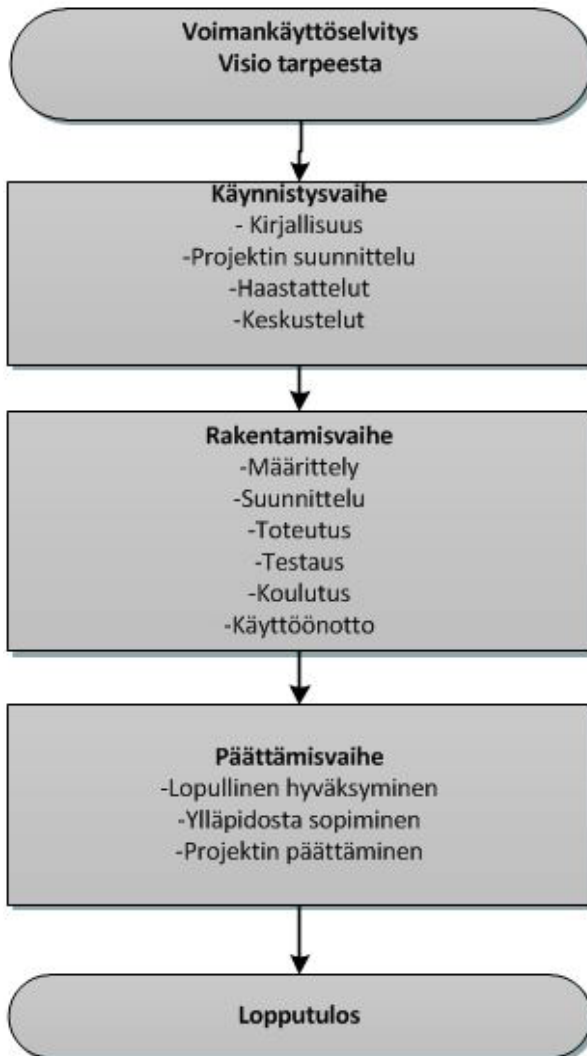 Voimankäyttöselvitys
Visio tarpeesta
Käynnistysvaihe
- Kirjallisuus
-Projektin suunnittelu
-Haastattelut
-Keskustelut
Rakentamisvaihe
-Määrittely
-Suunnittelu
-Toteutus
-Testaus
-Koulutus
-Käyttöönotto
Päättämisvaihe
-Lopullinen hyväksyminen
-Ylläpidosta sopiminen
-Projektin päättäminen
Lopputulos